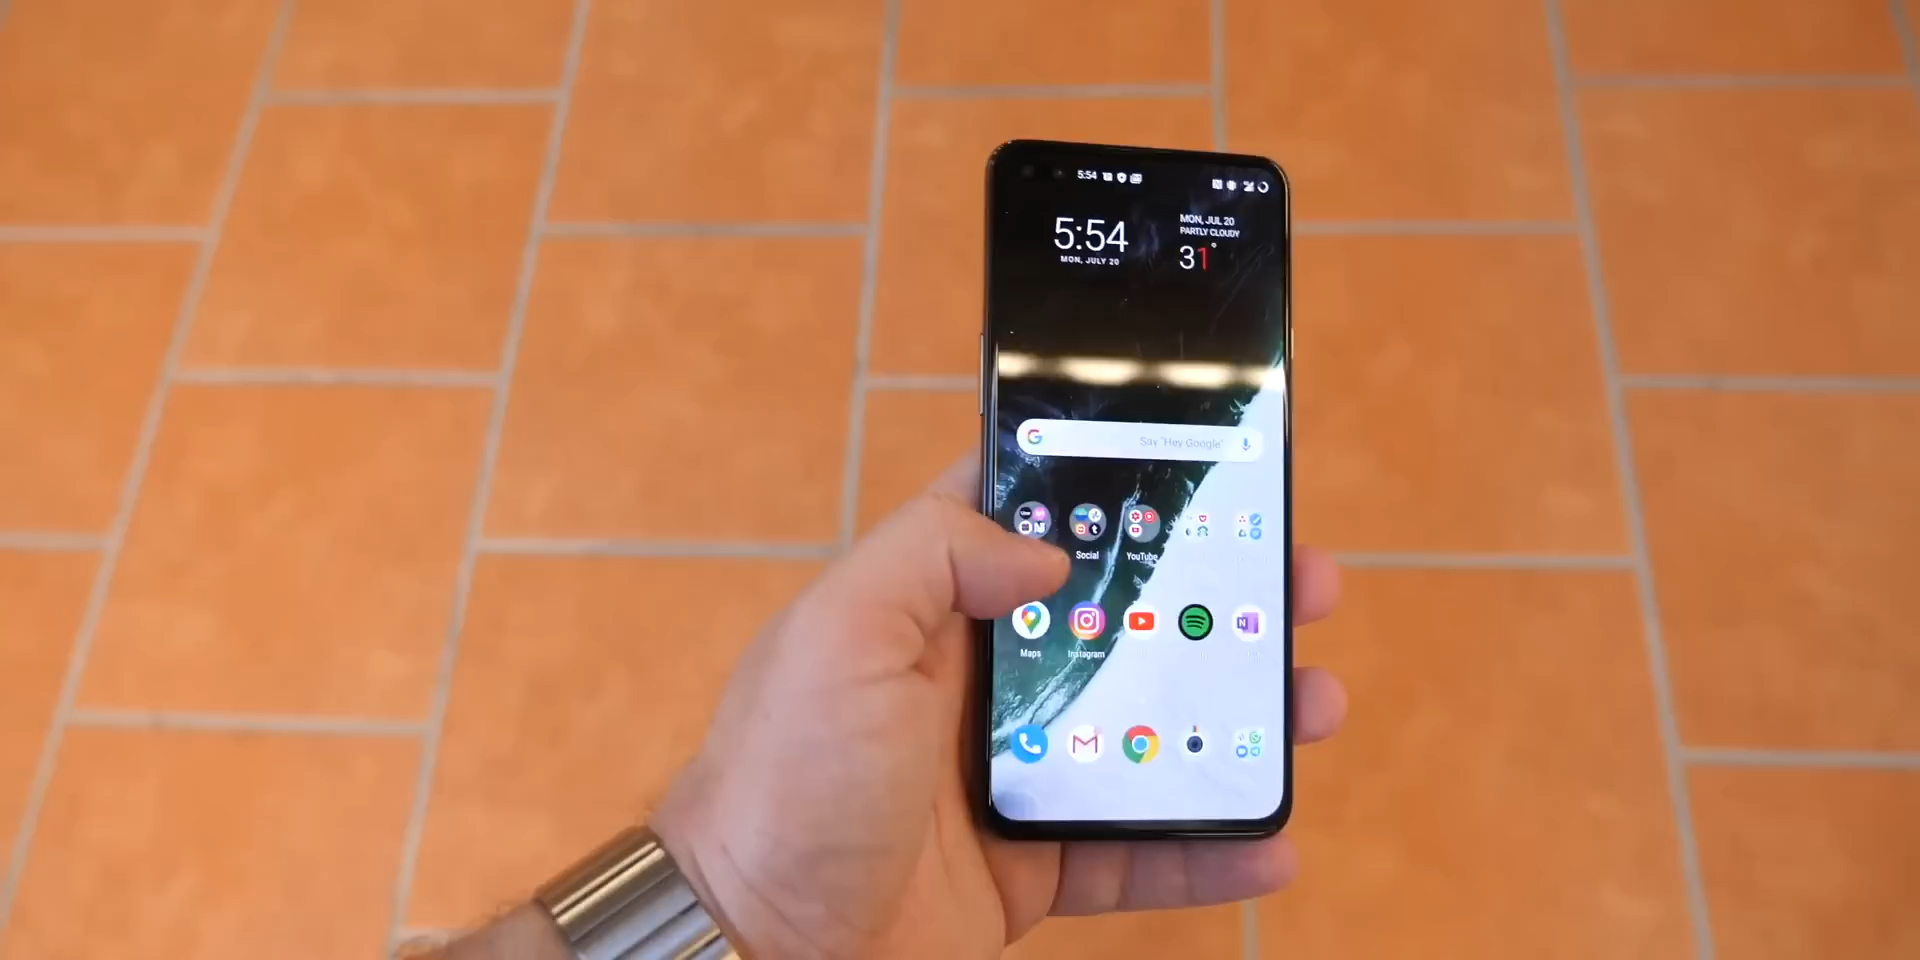 5:54
5:54
MON, JULY 20
MON, JUL 20
PARTLY CLOUDY
31°
Say "Hey Google"
Social
YouTube
Maps
Instagram